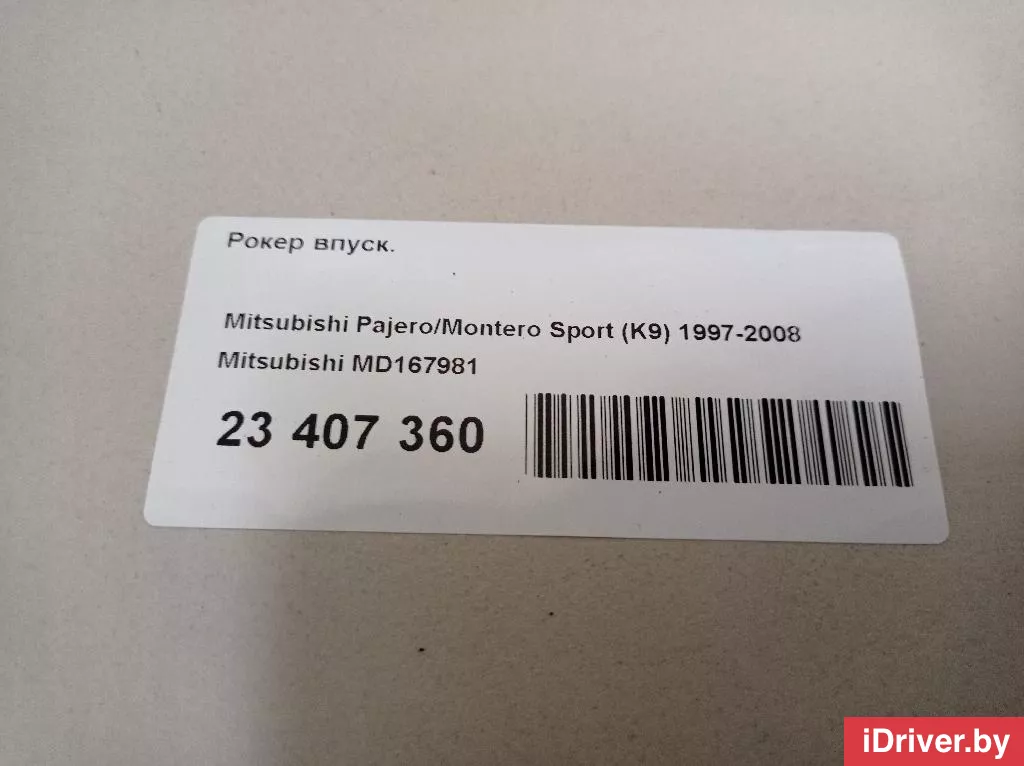 Рокер впуск.
Mitsubishi Pajero/Montero Sport (K9) 1997-2008
Mitsubishi MD167981
23 407 360
iDriver.by